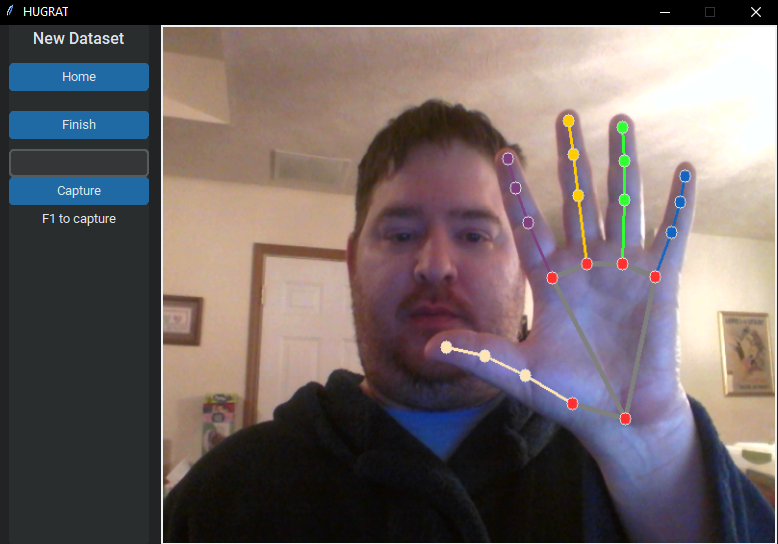 HUGRAT
New Dataset
Home
Finish
Capture
F1 to capture